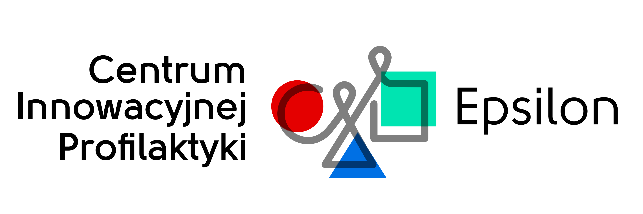 Centrum
Innowacyjnej
Profilaktyki
Epsilon